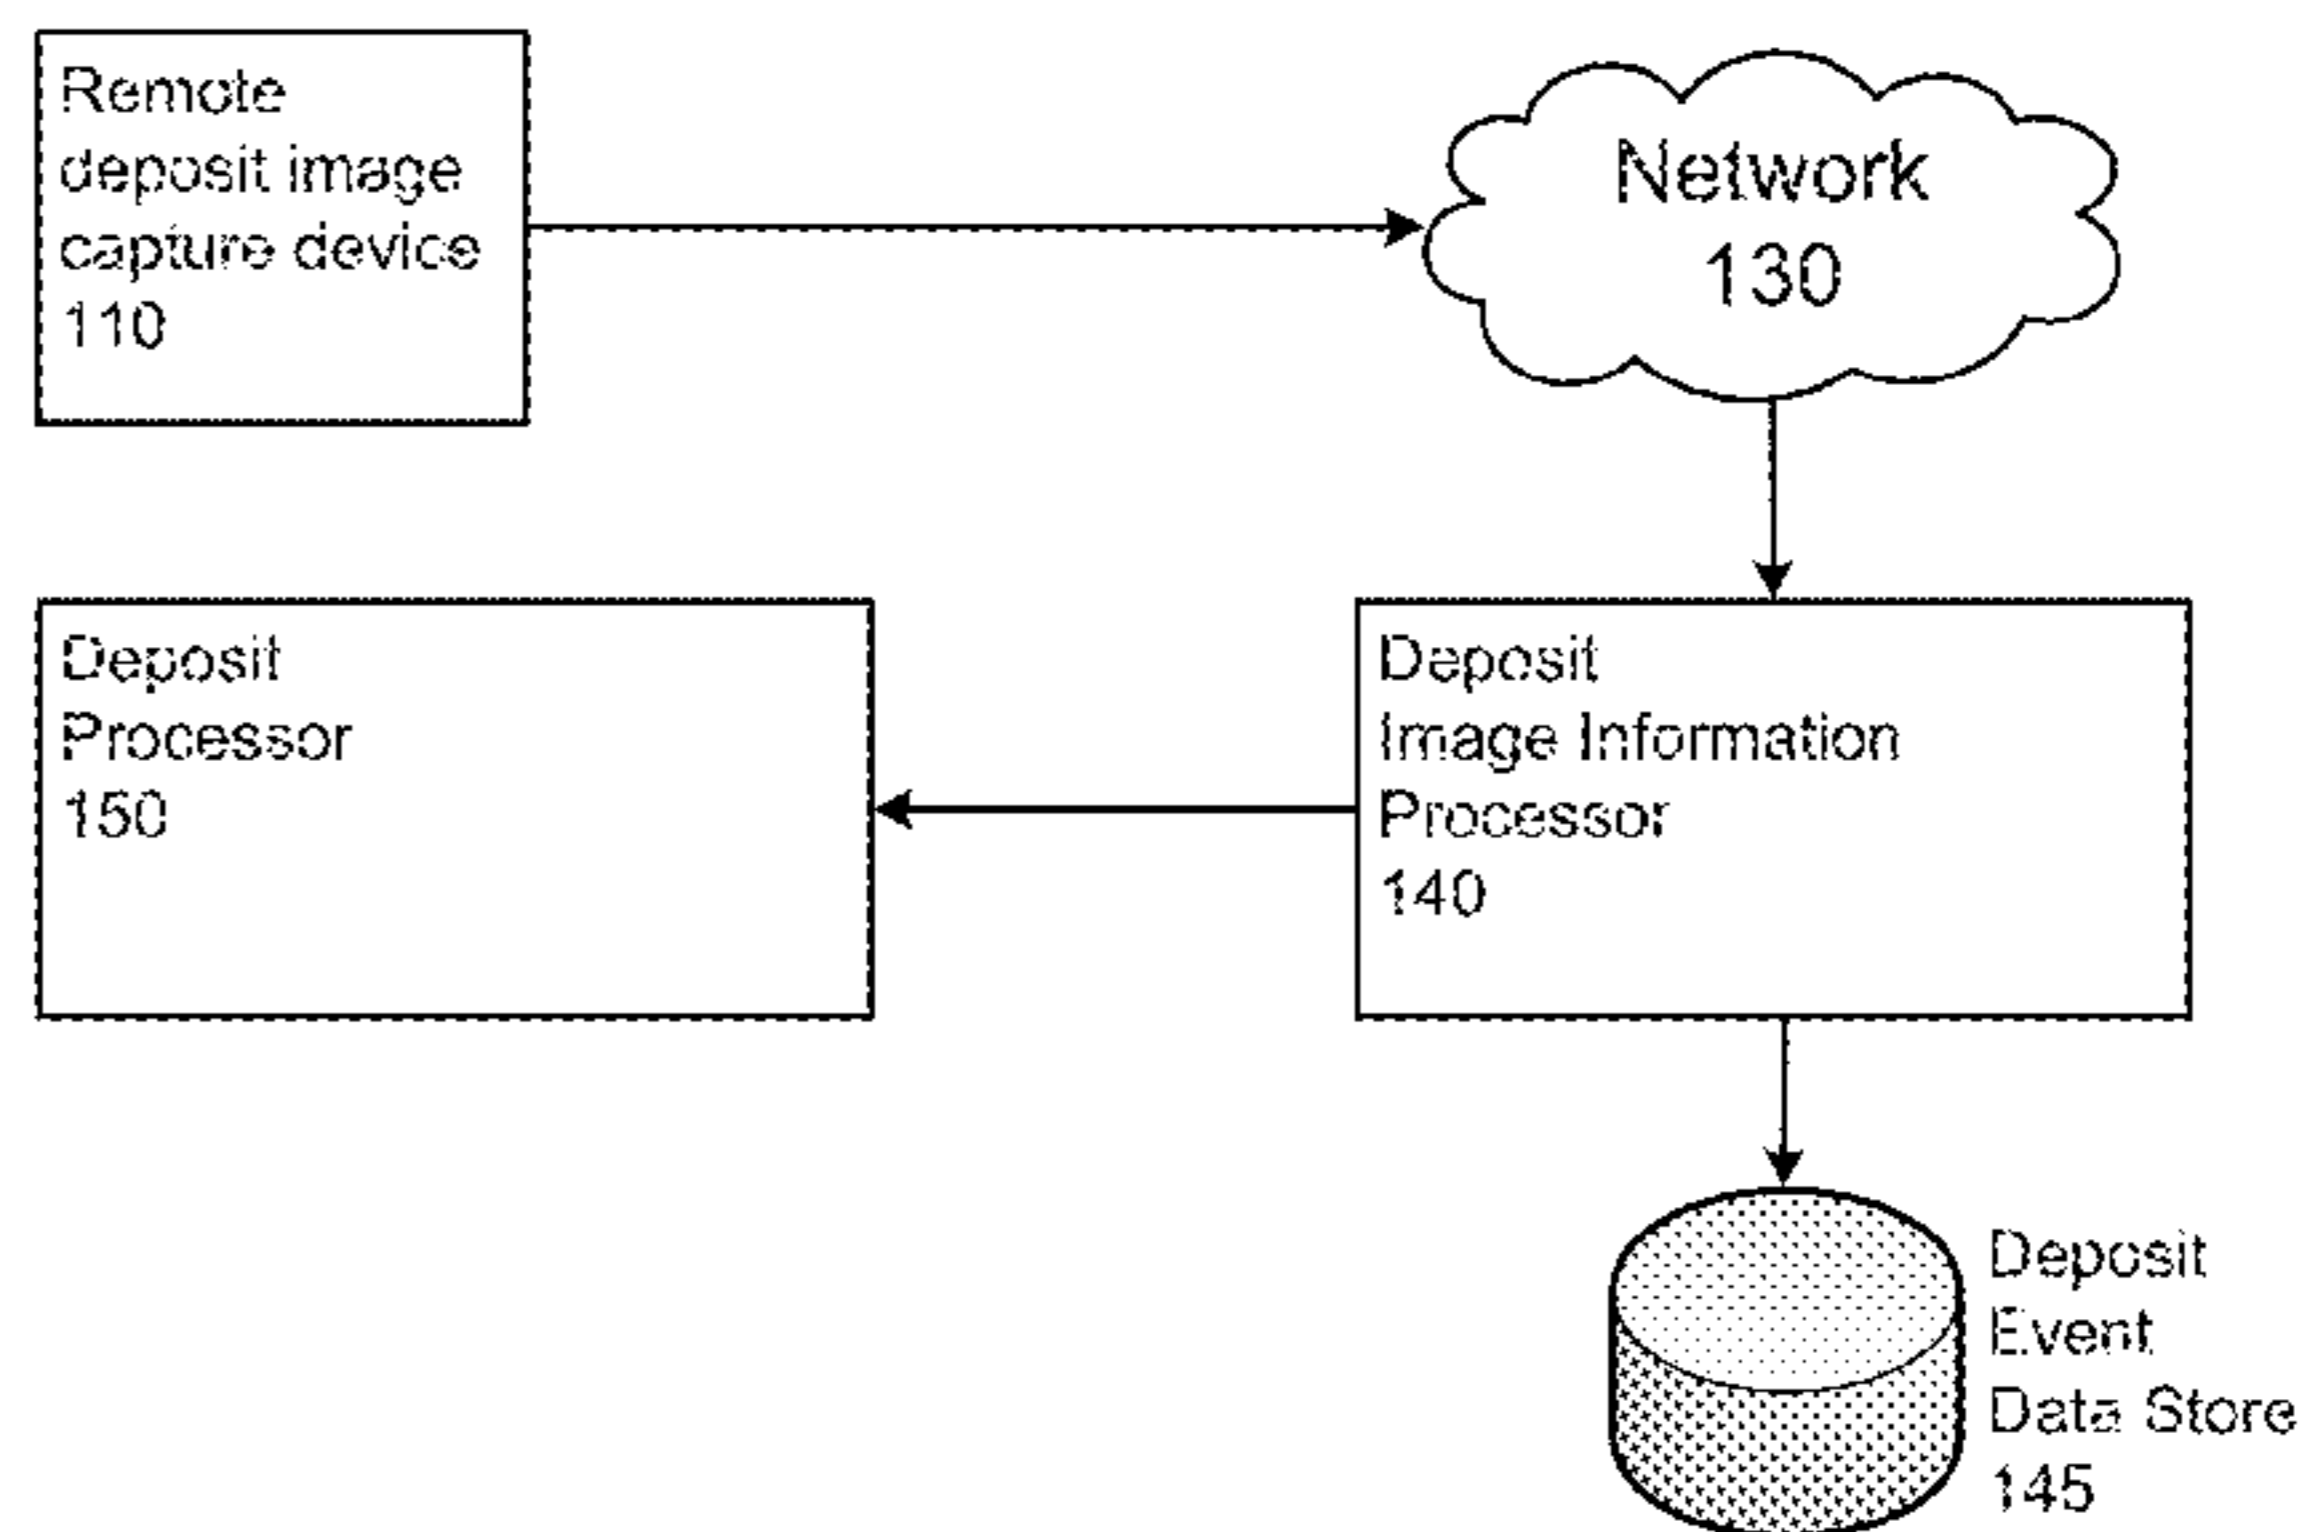 Remote
deposit image
capture device
110
Network
130
Deposit
Processor
150
Deposit
Image Information
Processor
140
Deposit
Event
Data Store
145